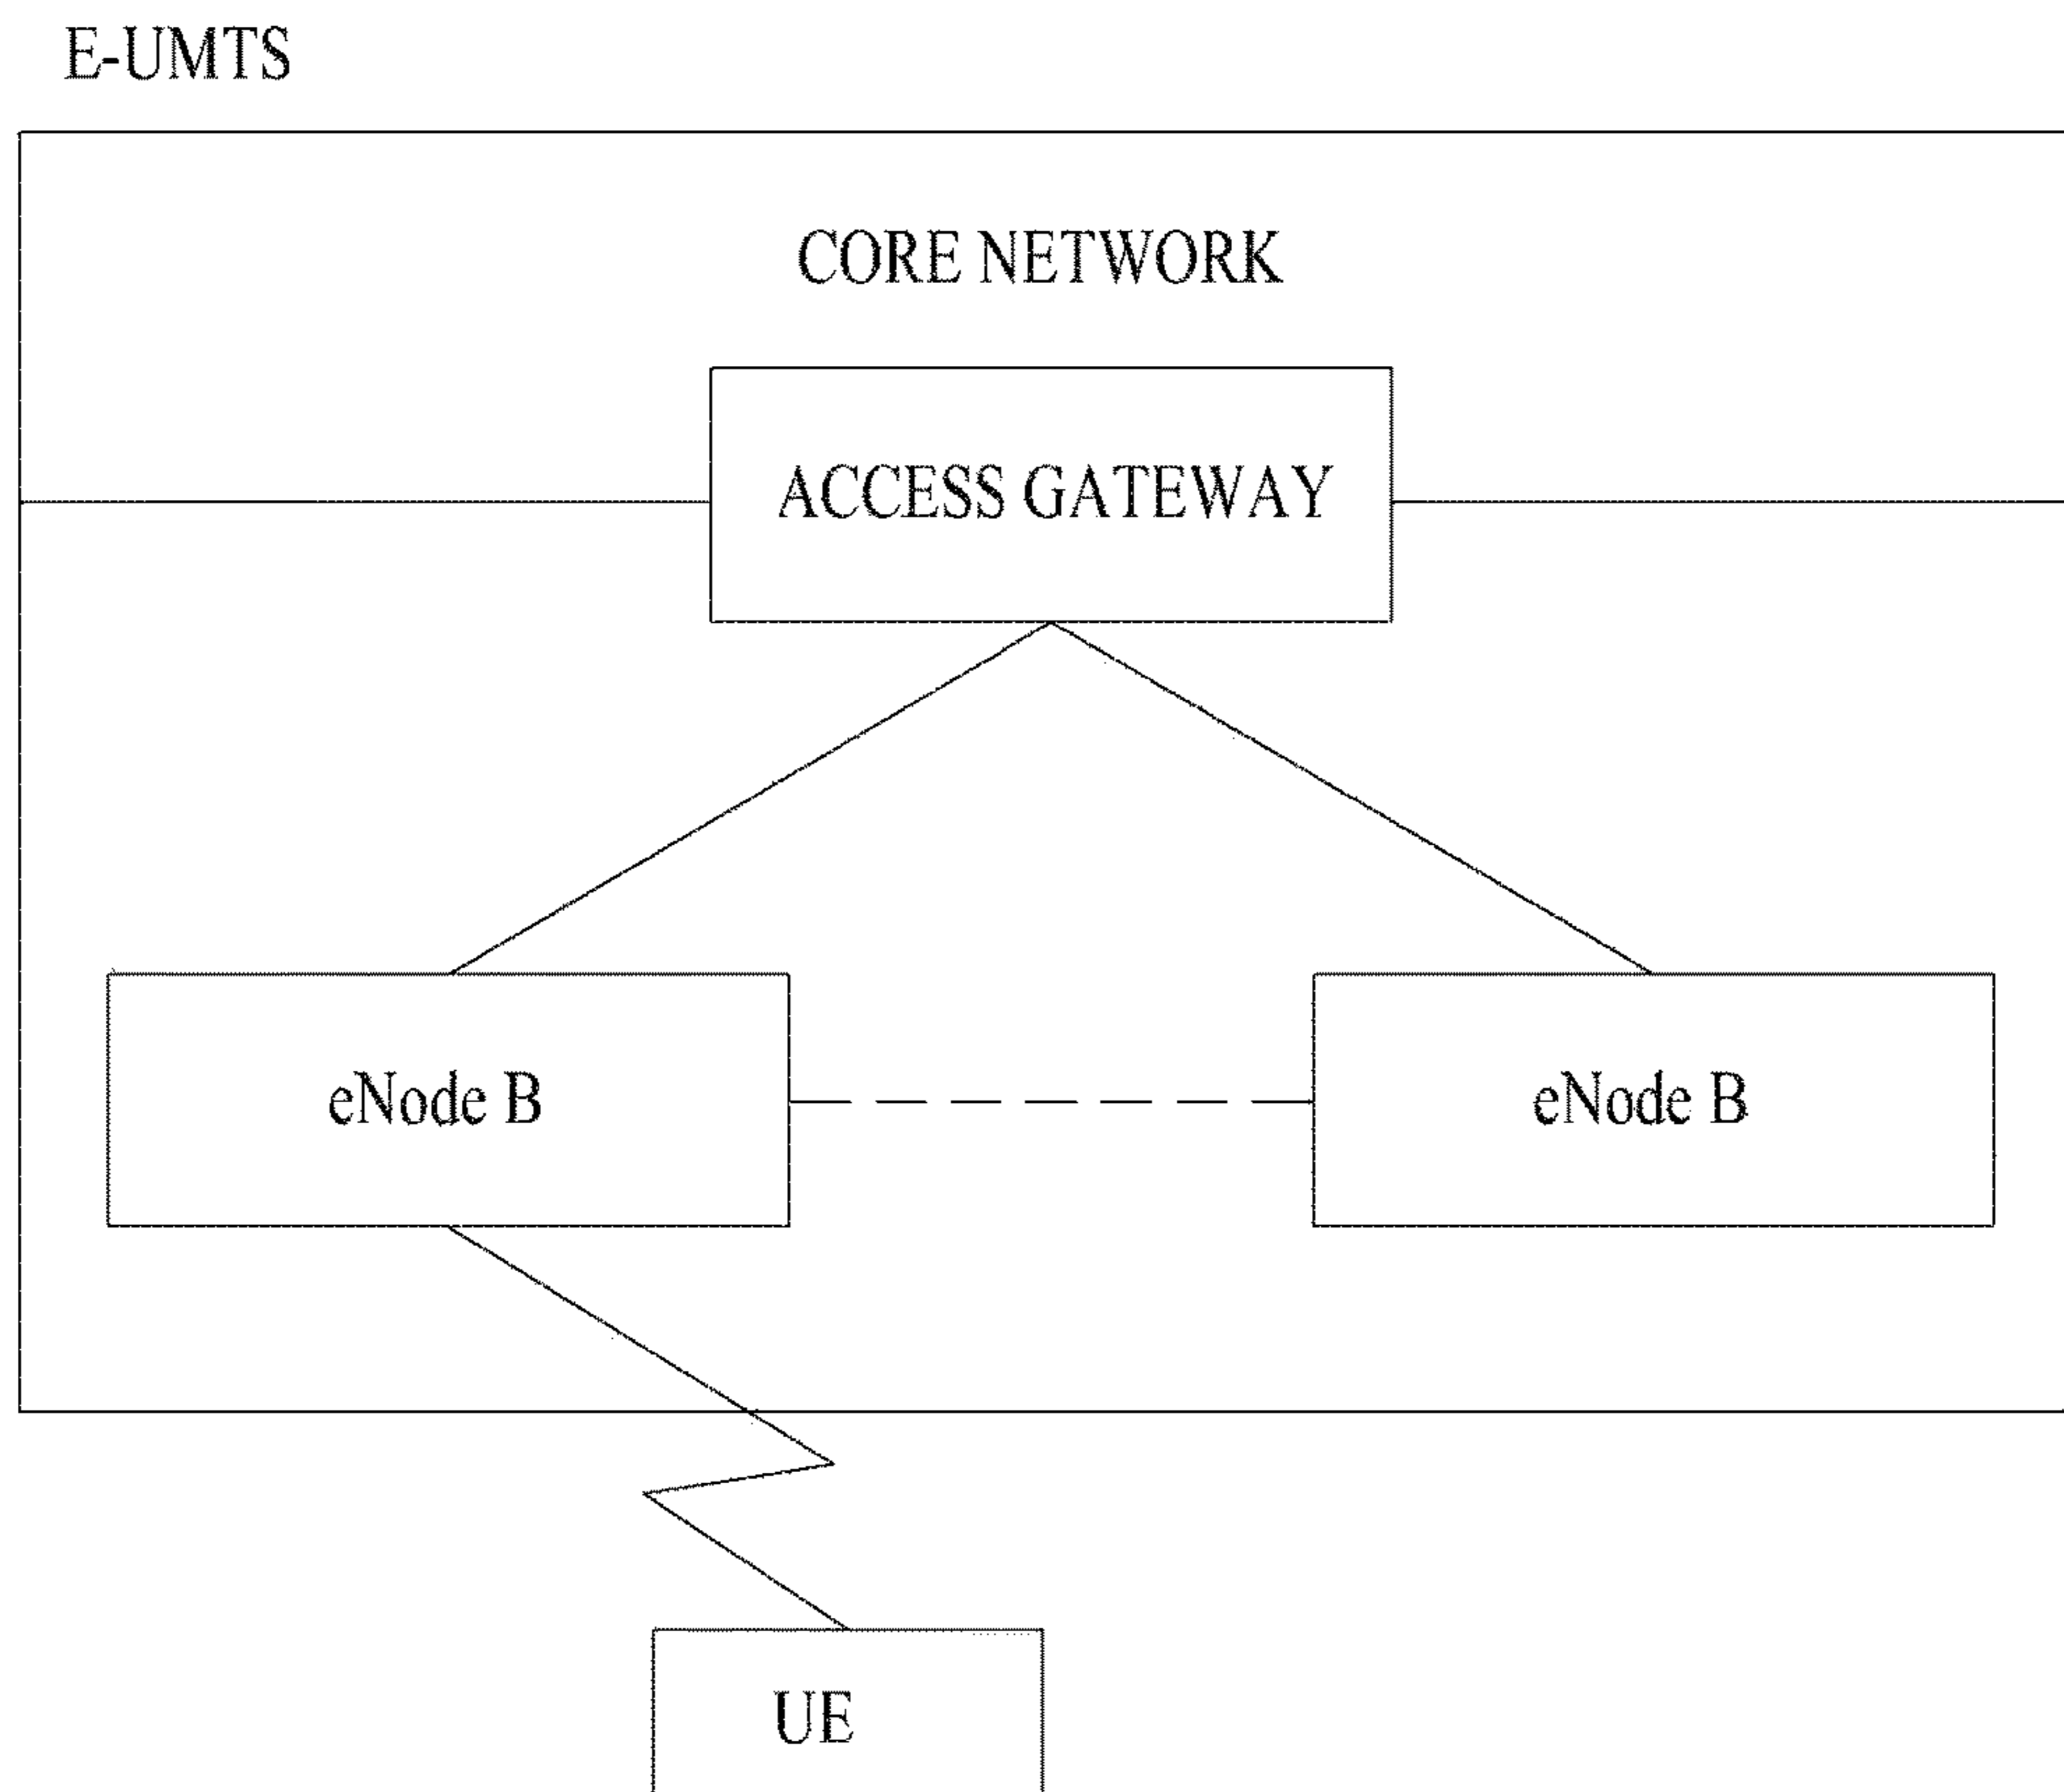 E-UMTS
CORE NETWORK
ACCESS GATEWAY
eNode B
eNode B
UE